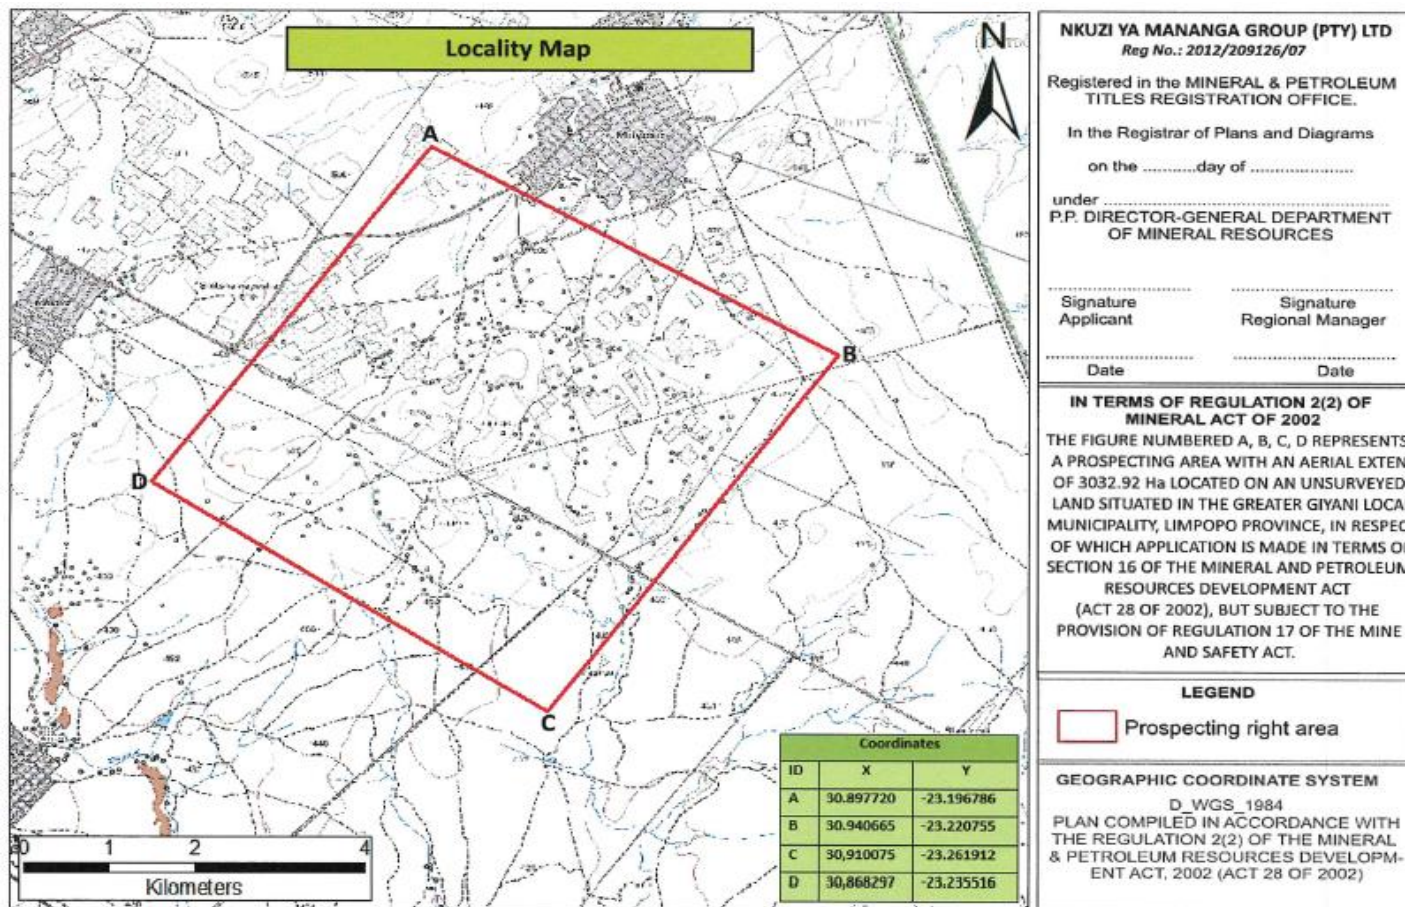 Locality Map
N
A
B
C
D
0 1 2 4
Kilometers
Coordinates
ID X Y
A 30.897720 -23.196786
B 30.940665 -23.220755
C 30,910075 -23.261912
D 30,868297 -23.235516
NKUZI YA MANANGA GROUP (PTY) LTD
Reg No.: 2012/209126/07
Registered in the MINERAL & PETROLEUM
TITLES REGISTRATION OFFICE.
In the Registrar of Plans and Diagrams
on the ...........day of ......................
under ..............................................................
P.P. DIRECTOR-GENERAL DEPARTMENT
OF MINERAL RESOURCES
Signature Signature
Applicant Regional Manager
Date Date
IN TERMS OF REGULATION 2(2) OF
MINERAL ACT OF 2002
THE FIGURE NUMBERED A, B, C, D REPRESENTS
A PROSPECTING AREA WITH AN AERIAL EXTEN
OF 3032.92 Ha LOCATED ON AN UNSURVEYED
LAND SITUATED IN THE GREATER GIYANI LOCA
MUNICIPALITY, LIMPOPO PROVINCE, IN RESPEC
OF WHICH APPLICATION IS MADE IN TERMS O
SECTION 16 OF THE MINERAL AND PETROLEUM
RESOURCES DEVELOPMENT ACT
(ACT 28 OF 2002), BUT SUBJECT TO THE
PROVISION OF REGULATION 17 OF THE MINE
AND SAFETY ACT.
LEGEND
Prospecting right area
GEOGRAPHIC COORDINATE SYSTEM
D_WGS_1984
PLAN COMPILED IN ACCORDANCE WITH
THE REGULATION 2(2) OF THE MINERAL
& PETROLEUM RESOURCES DEVELOPM-
ENT ACT, 2002 (ACT 28 OF 2002)